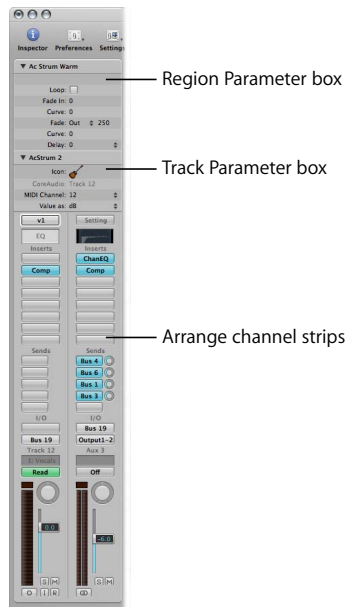 Inspector Preferences Settings
Ac Strum Warm
Region Parameter box
Loop:
Fade In: 0
Curve: 0
Fade: Out 250
Curve: 0
Delay: 0
AcStrum 2
Icon:
Track Parameter box
CoreAudio: Track 12
MIDI Channel: 12
Value as: dB
v1 Setting
EQ
Inserts Inserts
ChanEQ
Comp Comp
Arrange channel strips
Sends Sends
Bus 4
Bus 6
Bus 1
Bus 3
I/O I/O
Bus 19
Bus 19 Output1-2
Track 12 Aux 3
Read Off
0.0
-6.0
S M S M
I R